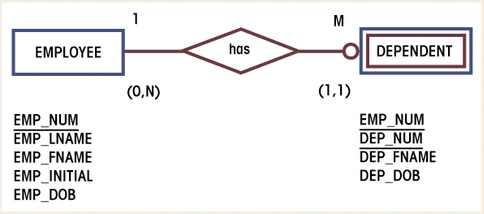 1 M
EMPLOYEE has DEPENDENT
(0,N) (1,1)
EMP_NUM
EMP_LNAME
EMP_FNAME
EMP_INITIAL
EMP_DOB
EMP_NUM
DEP_NUM
DEP_FNAME
DEP_DOB